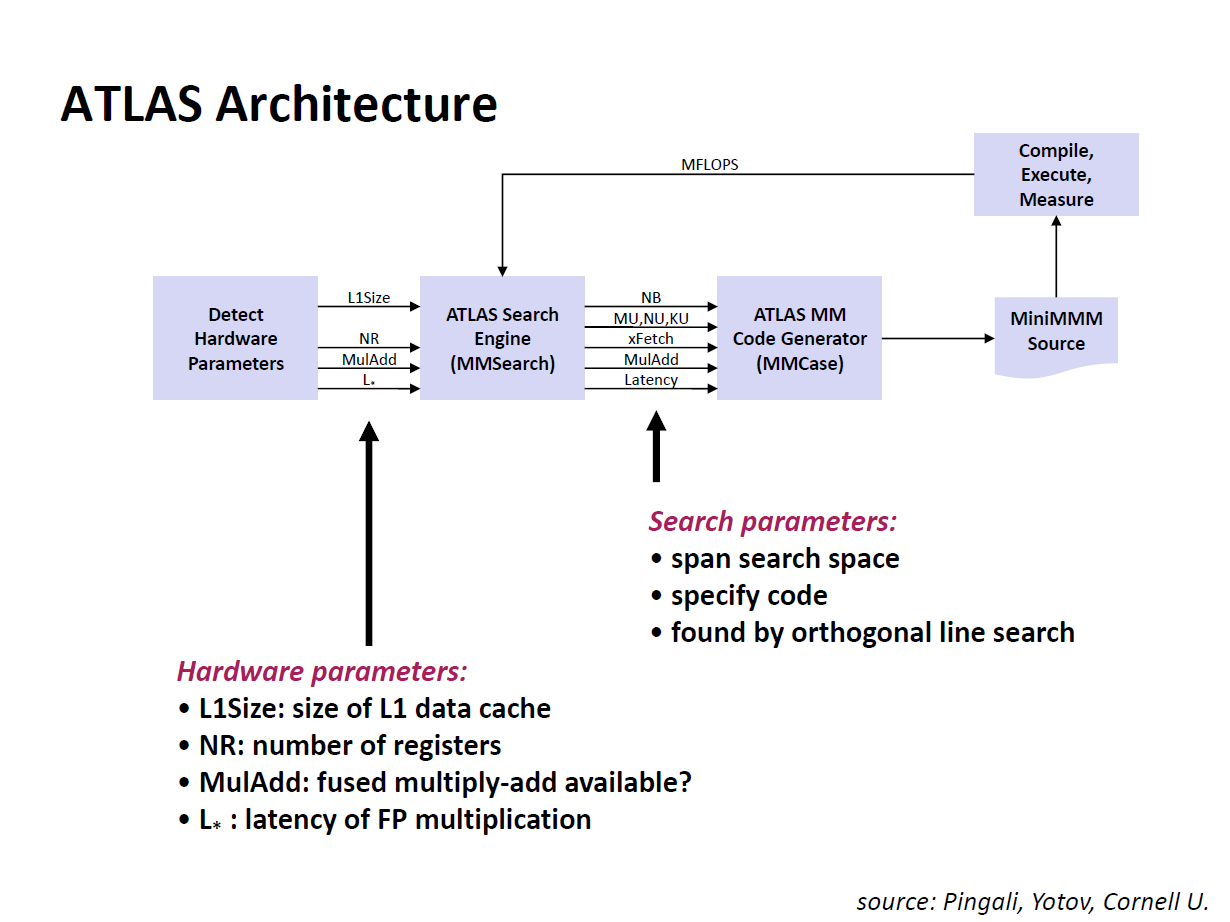 ATLAS Architecture
MFLOPS
Compile,
Execute,
Measure
Detect
Hardware
Parameters
L1Size
NR
MulAdd
L*
ATLAS Search
Engine
(MMSearch)
NB
MU,NU,KU
xFetch
MulAdd
Latency
ATLAS MM
Code Generator
(MMCase)
MiniMMM
Source
Search parameters:
• span search space
• specify code
• found by orthogonal line search
Hardware parameters:
• L1Size: size of L1 data cache
• NR: number of registers
• MulAdd: fused multiply-add available?
• L* : latency of FP multiplication
source: Pingali, Yotov, Cornell U.